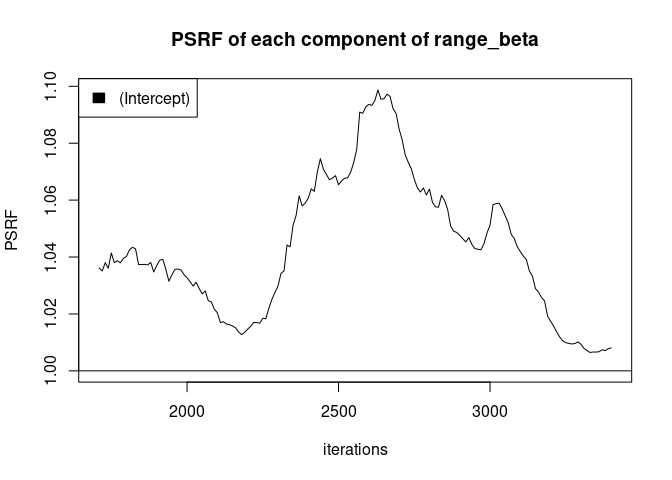 PSRF of each component of range_beta
(Intercept)
PSRF
1.10
1.08
1.06
1.04
1.02
1.00
2000 2500 3000
iterations